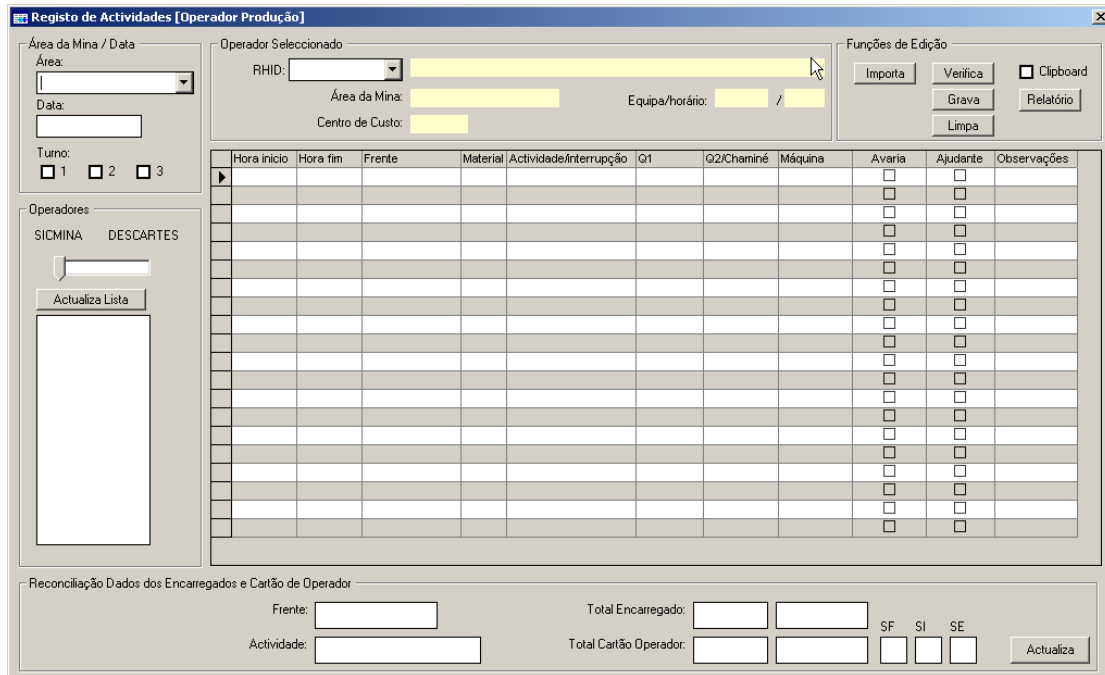 Registo de Actividades [Operador Produção]
Área da Mina / Data
Área:
Data:
Turno:
1 2 3
Operador Seleccionado
RHID:
Área da Mina:
Equipa/horário: /
Centro de Custo:
Funções de Edição
Importa Verifica Clipboard
Grava Relatório
Limpa
Operadores
SICMINA DESCARTES
Actualiza Lista
Hora inicio Hora fim Frente Material Actividade/interrupção Q1 Q2/Chaminé Máquina Avaria Ajudante Observações
Reconciliação Dados dos Encarregados e Cartão de Operador
Frente: Total Encarregado:
SF SI SE
Actividade: Total Cartão Operador: Actualiza